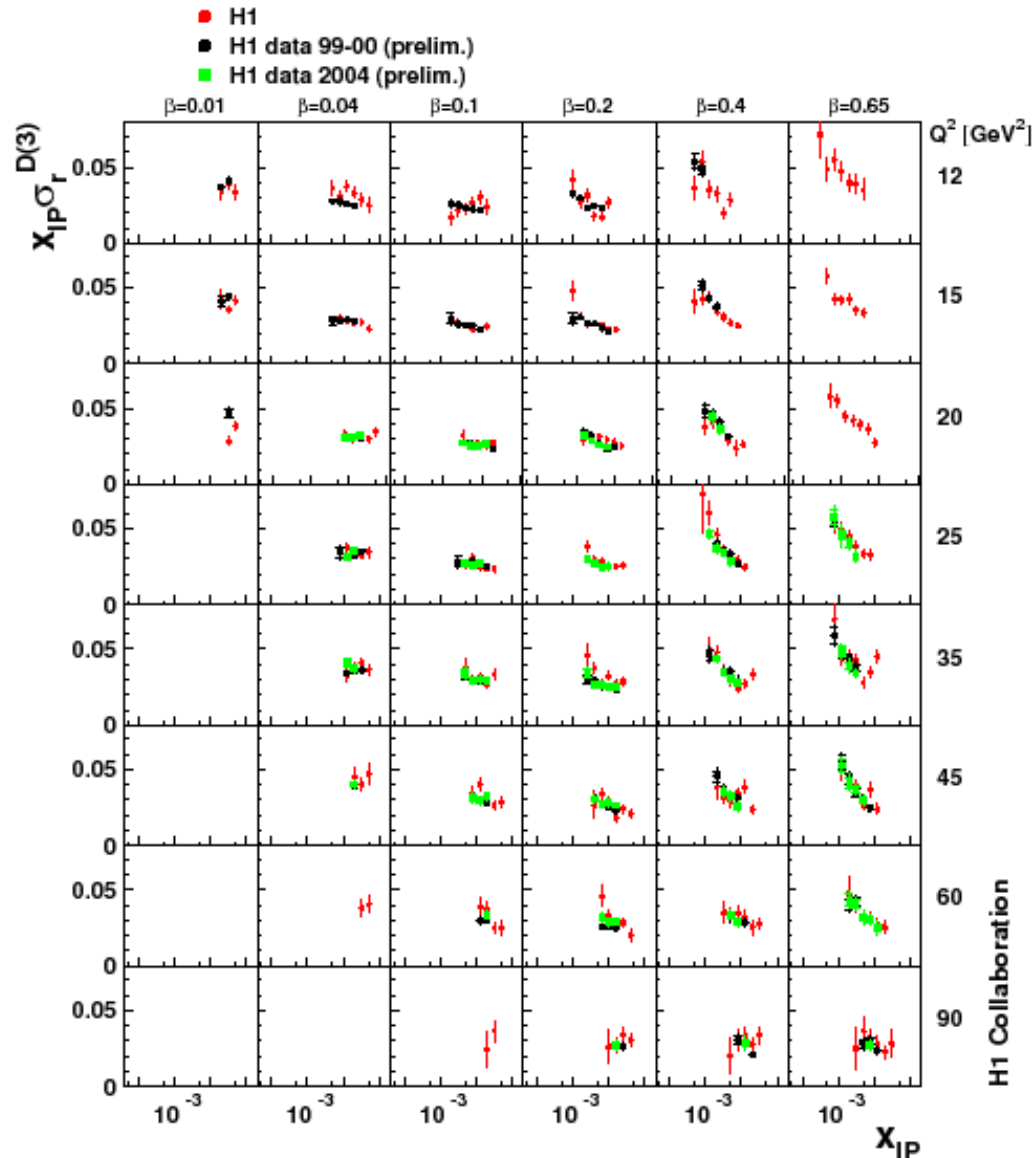 H1
H1 data 99-00 (prelim.)
H1 data 2004 (prelim.)
β=0.01 β=0.04 β=0.1 β=0.2 β=0.4 β=0.65 Q² [GeV²]
x_IP σ_r^D(3)
0.05 12
0
0.05 15
0
0.05 20
0
0.05 25
0
0.05 35
0
0.05 45
0
0.05 60
0
0.05 90
0
10⁻³ 10⁻³ 10⁻³ 10⁻³ 10⁻³ 10⁻³
x_IP
H1 Collaboration